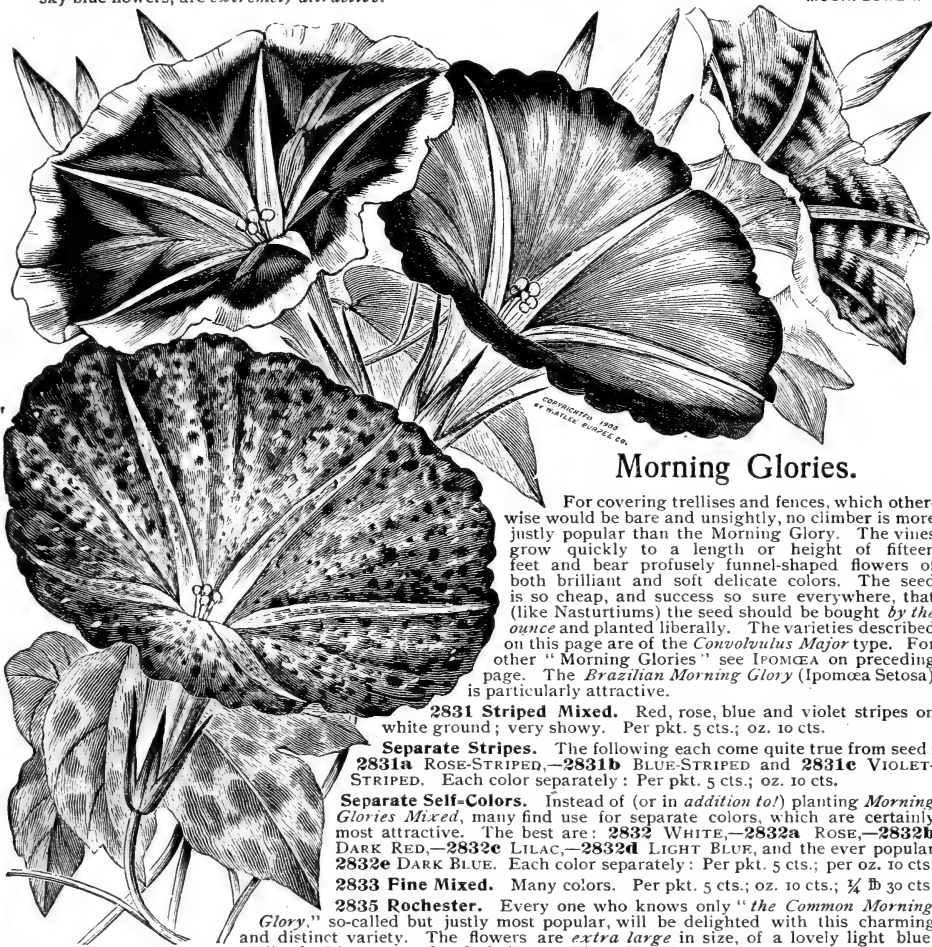 sky-blue flowers, are extremely attractive.
COPYRIGHTED 1900
BY W. ATLEE BURPEE CO.
Morning Glories.
For covering trellises and fences, which other-
wise would be bare and unsightly, no climber is more
justly popular than the Morning Glory. The vines
grow quickly to a length or height of fifteen
feet and bear profusely funnel-shaped flowers of
both brilliant and soft delicate colors. The seed
is so cheap, and success so sure everywhere, that
(like Nasturtiums) the seed should be bought by the
ounce and planted liberally. The varieties described
on this page are of the Convolvulus Major type. For
other "Morning Glories" see IPOMŒA on preceding
page. The Brazilian Morning Glory (Ipomœa Setosa)
is particularly attractive.
2831 Striped Mixed. Red, rose, blue and violet stripes on
white ground; very showy. Per pkt. 5 cts.; oz. 10 cts.
Separate Stripes. The following each come quite true from seed:
2831a ROSE-STRIPED,—2831b BLUE-STRIPED and 2831c VIOLET-
STRIPED. Each color separately: Per pkt. 5 cts.; oz. 10 cts.
Separate Self-Colors. Instead of (or in addition to!) planting Morning
Glories Mixed, many find use for separate colors, which are certainly
most attractive. The best are: 2832 WHITE,—2832a ROSE,—2832b
DARK RED,—2832c LILAC,—2832d LIGHT BLUE, and the ever popular
2832e DARK BLUE. Each color separately: Per pkt. 5 cts.; per oz. 10 cts
2833 Fine Mixed. Many colors. Per pkt. 5 cts.; oz. 10 cts.; ¼ ℔ 30 cts
2835 Rochester. Every one who knows only "the Common Morning
Glory," so-called but justly most popular, will be delighted with this charming
and distinct variety. The flowers are extra large in size, of a lovely light blue